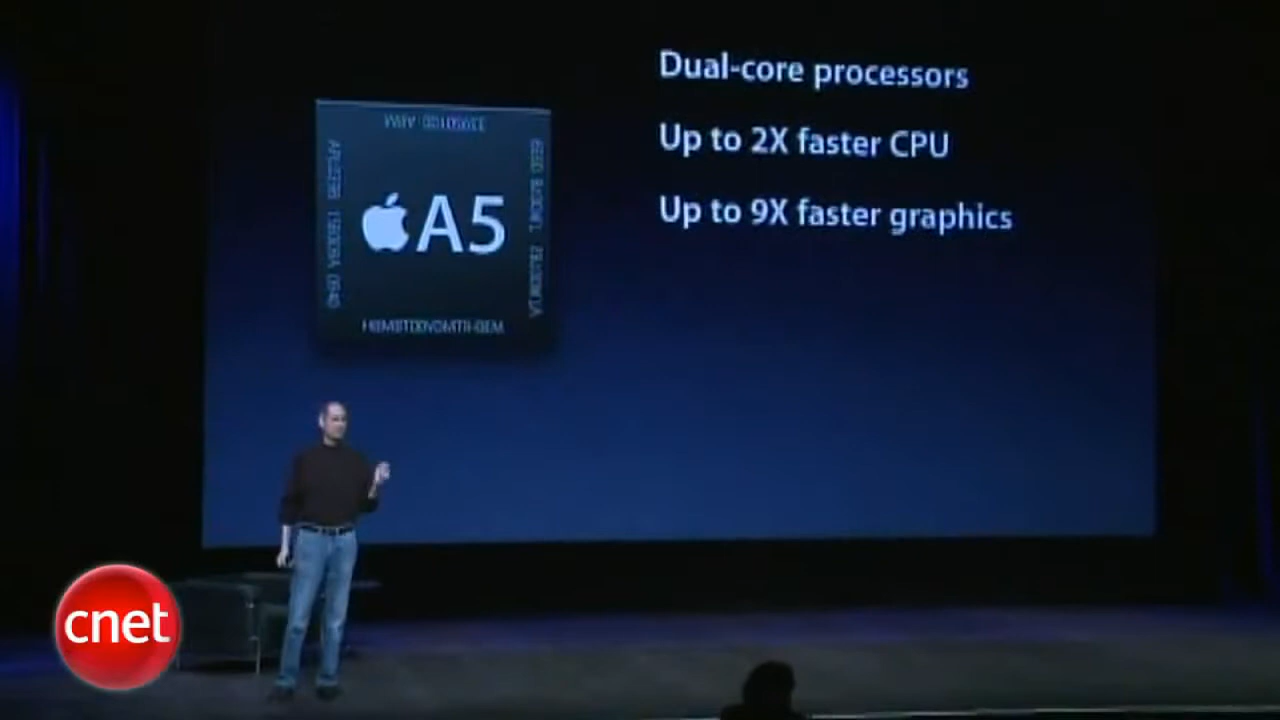 Dual-core processors
Up to 2X faster CPU
Up to 9X faster graphics
A5
cnet